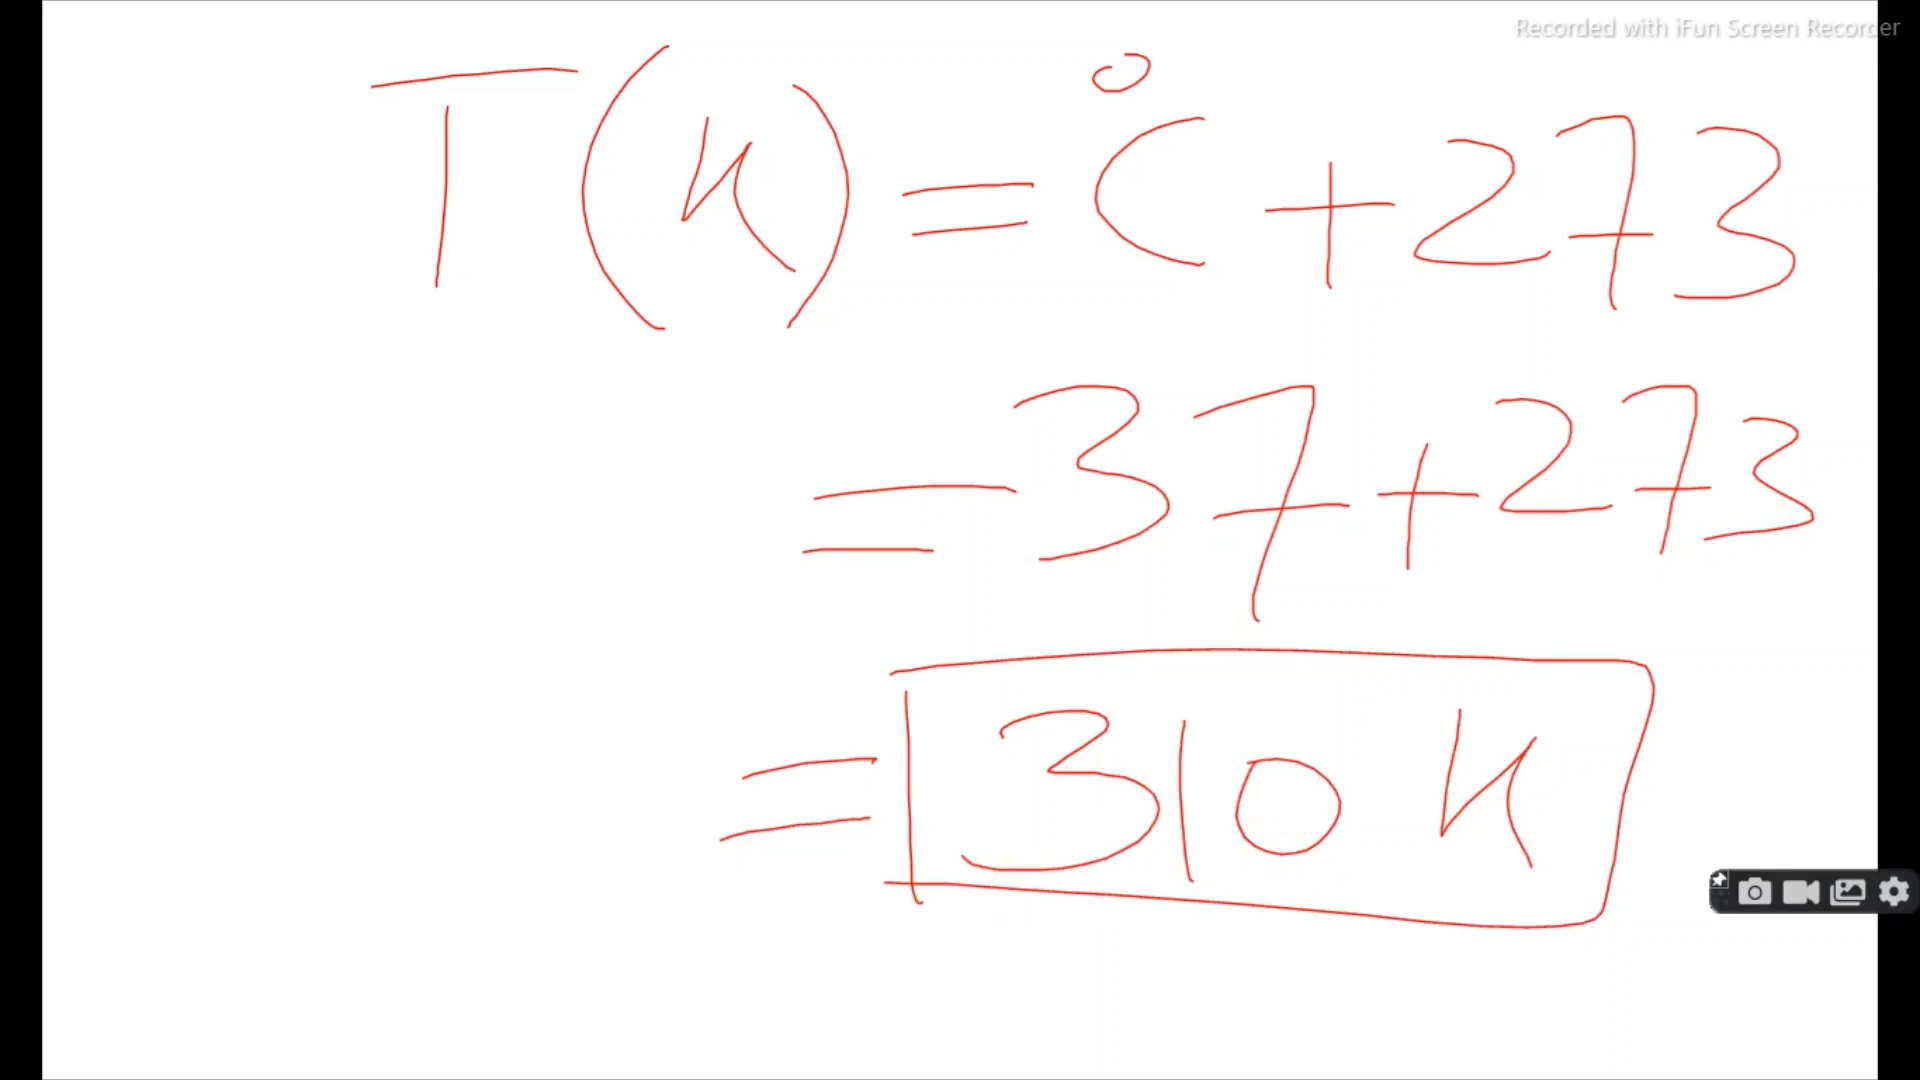 Recorded with iFun Screen Recorder
T(K) = °C + 273
= 37 + 273
= 310 K